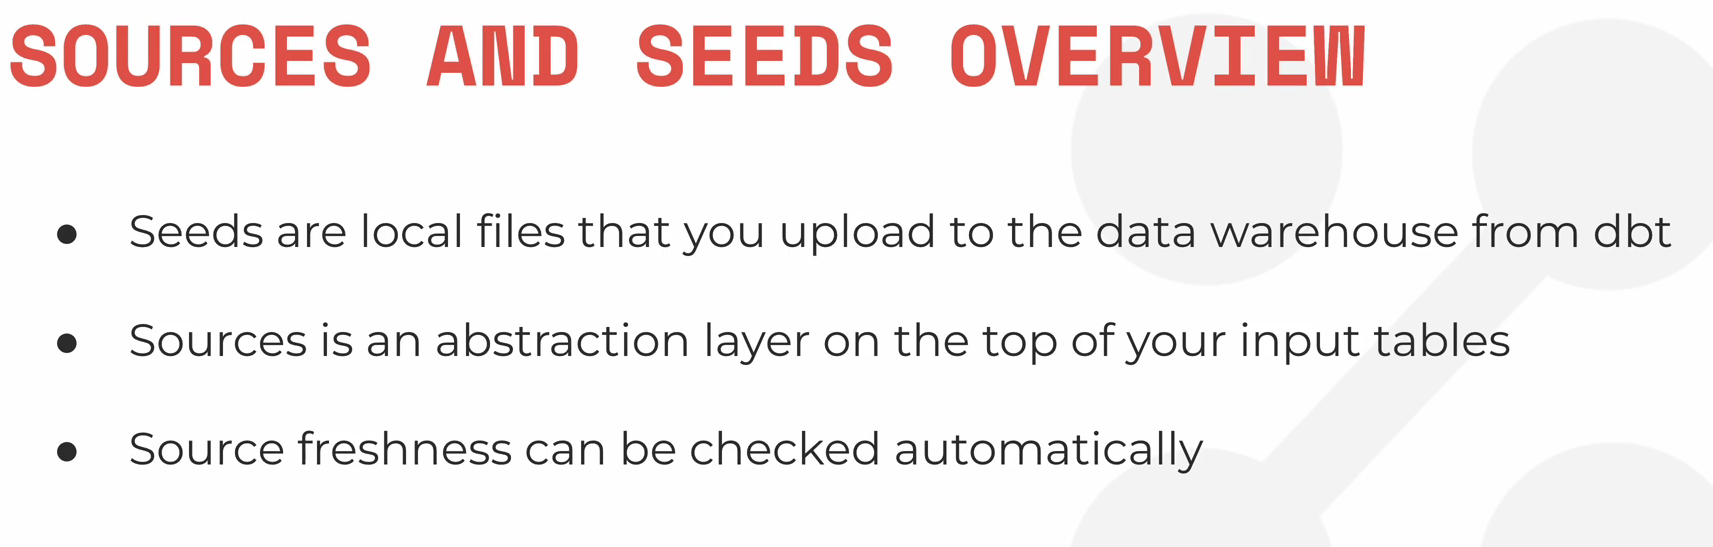 SOURCES AND SEEDS OVERVIEW
● Seeds are local files that you upload to the data warehouse from dbt
● Sources is an abstraction layer on the top of your input tables
● Source freshness can be checked automatically